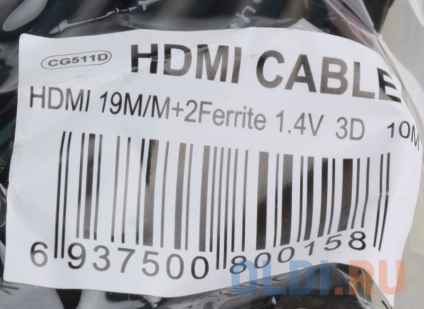 CG511D
HDMI CABLE
HDMI 19M/M+2Ferrite 1.4V 3D 10M
6 937500 800158
OLDI.RU